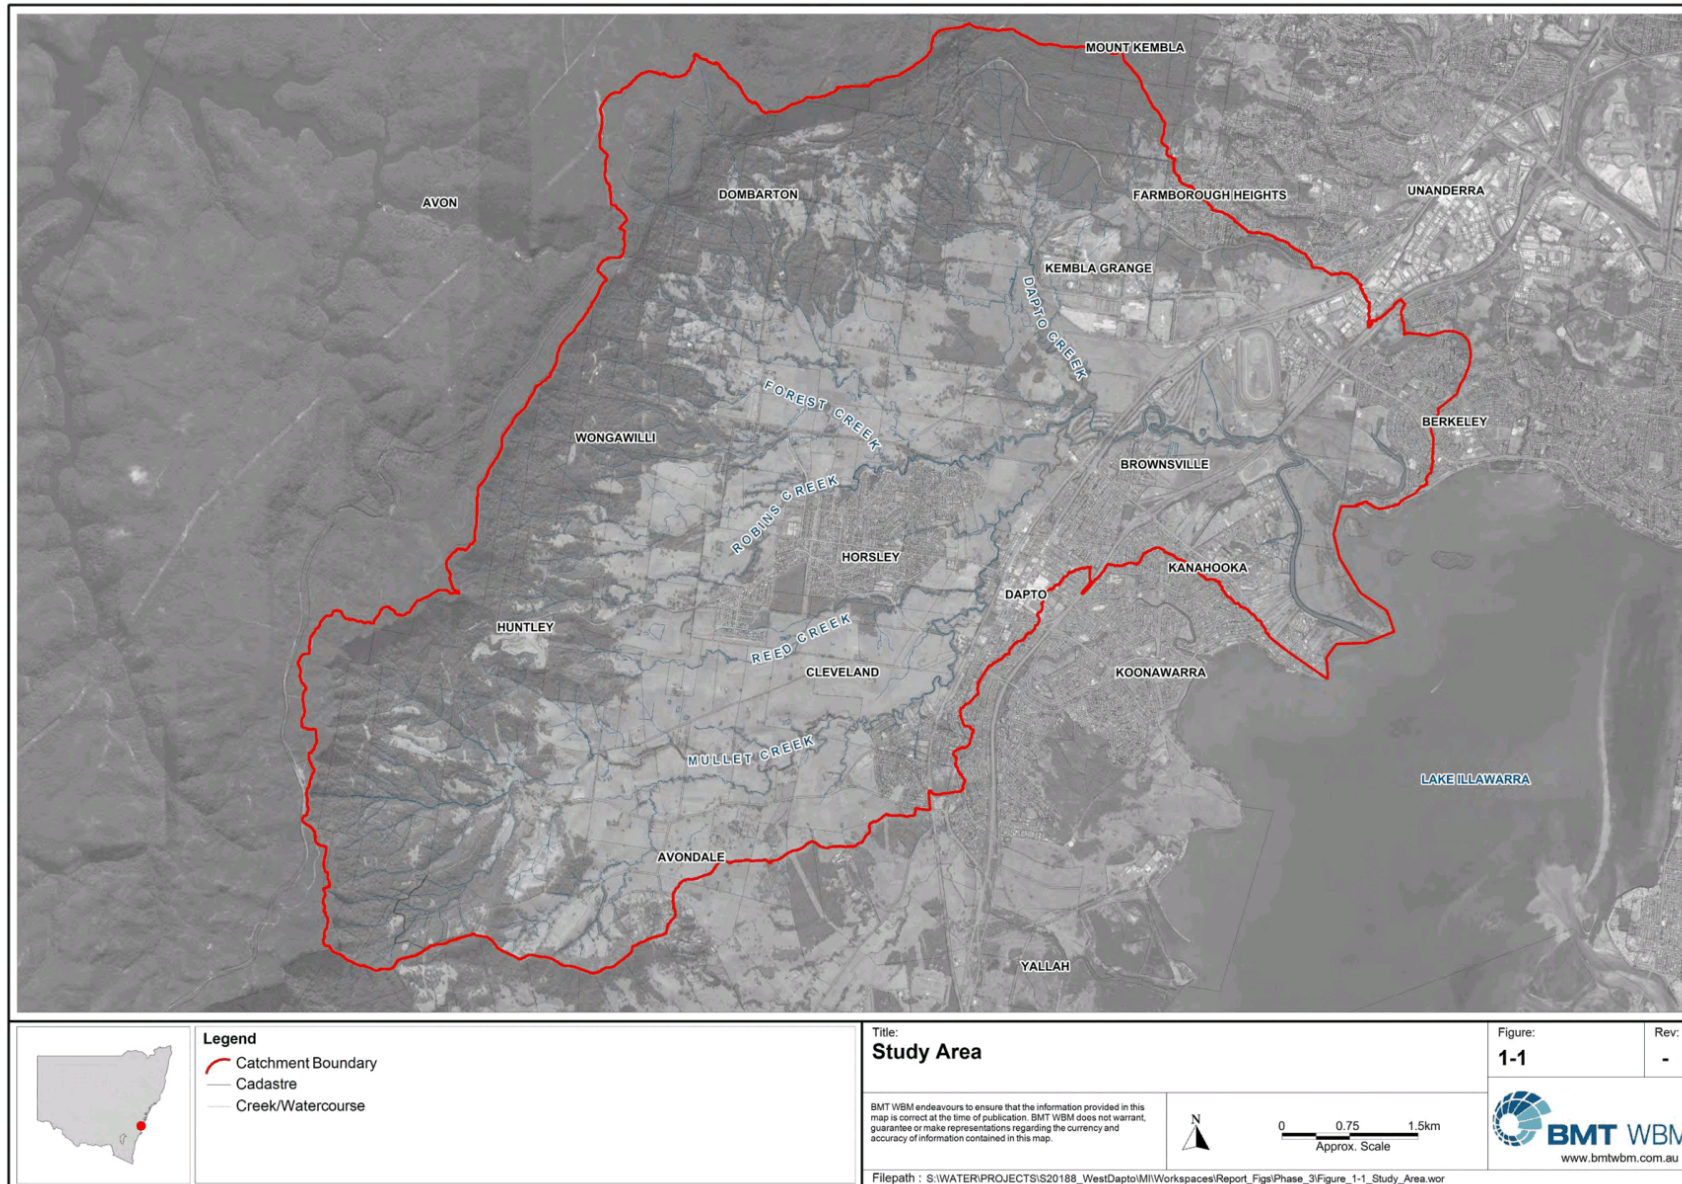 MOUNT KEMBLA
AVON
DOMBARTON
FARMBOROUGH HEIGHTS
UNANDERRA
KEMBLA GRANGE
DAPTO CREEK
FOREST CREEK
WONGAWILLI
BERKELEY
BROWNSVILLE
ROBINS CREEK
HORSLEY
KANAHOOKA
DAPTO
HUNTLEY
REED CREEK
CLEVELAND
KOONAWARRA
MULLET CREEK
LAKE ILLAWARRA
AVONDALE
YALLAH
Legend
Catchment Boundary
Cadastre
Creek/Watercourse
Title:
Study Area
Figure:
1-1
Rev:
-
BMT WBM endeavours to ensure that the information provided in this
map is correct at the time of publication. BMT WBM does not warrant,
guarantee or make representations regarding the currency and
accuracy of information contained in this map.
N
0 0.75 1.5km
Approx. Scale
BMT WBM
www.bmtwbm.com.au
Filepath : S:\WATER\PROJECTS\S20188_WestDapto\MI\Workspaces\Report_Figs\Phase_3\Figure_1-1_Study_Area.wor